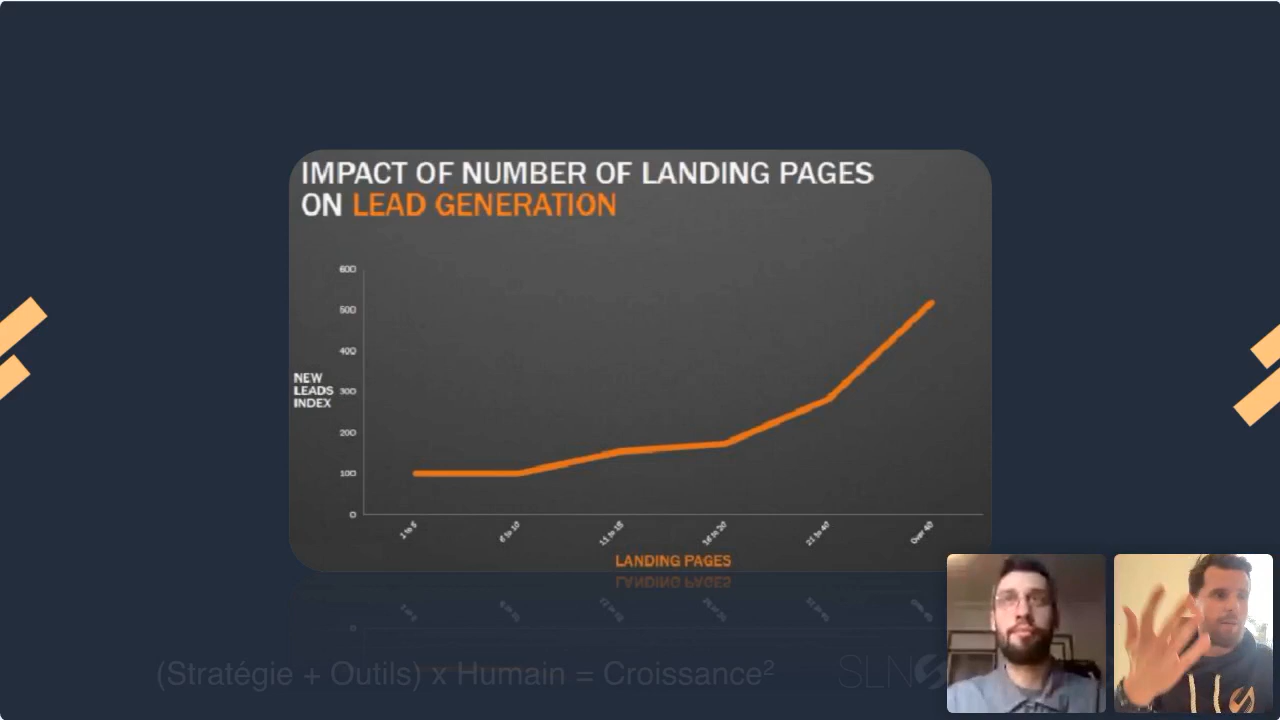 IMPACT OF NUMBER OF LANDING PAGES
ON LEAD GENERATION
600
500
400
NEW
LEADS
INDEX
300
200
100
0
1 to 5
6 to 10
11 to 15
16 to 20
21 to 40
Over 40
LANDING PAGES
(Stratégie + Outils) x Humain = Croissance²
SLN